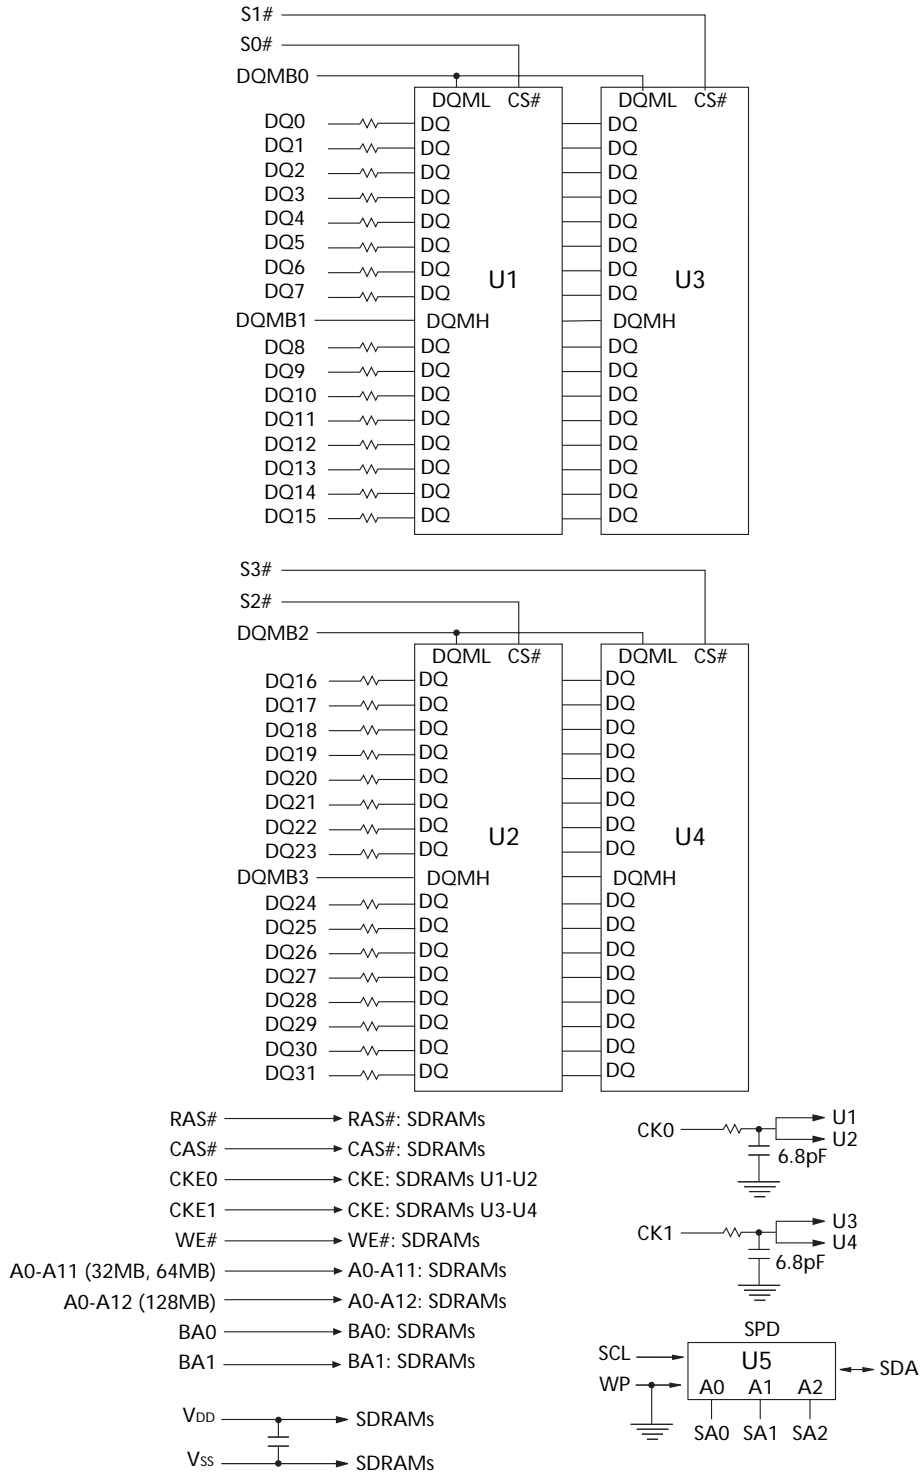 S1#
S0#
DQMB0
DQML CS# DQML CS#
DQ0 DQ DQ
DQ1 DQ DQ
DQ2 DQ DQ
DQ3 DQ DQ
DQ4 DQ DQ
DQ5 DQ DQ
DQ6 DQ U1 DQ U3
DQ7 DQ DQ
DQMB1 DQMH DQMH
DQ8 DQ DQ
DQ9 DQ DQ
DQ10 DQ DQ
DQ11 DQ DQ
DQ12 DQ DQ
DQ13 DQ DQ
DQ14 DQ DQ
DQ15 DQ DQ
S3#
S2#
DQMB2
DQML CS# DQML CS#
DQ16 DQ DQ
DQ17 DQ DQ
DQ18 DQ DQ
DQ19 DQ DQ
DQ20 DQ DQ
DQ21 DQ DQ
DQ22 DQ U2 DQ U4
DQ23 DQ DQ
DQMB3 DQMH DQMH
DQ24 DQ DQ
DQ25 DQ DQ
DQ26 DQ DQ
DQ27 DQ DQ
DQ28 DQ DQ
DQ29 DQ DQ
DQ30 DQ DQ
DQ31 DQ DQ
RAS# RAS#: SDRAMs
CAS# CAS#: SDRAMs
CKE0 CKE: SDRAMs U1-U2
CKE1 CKE: SDRAMs U3-U4
WE# WE#: SDRAMs
A0-A11 (32MB, 64MB) A0-A11: SDRAMs
A0-A12 (128MB) A0-A12: SDRAMs
BA0 BA0: SDRAMs
BA1 BA1: SDRAMs
VDD SDRAMs
Vss SDRAMs
CK0 U1
U2
6.8pF
CK1 U3
U4
6.8pF
SPD
SCL U5 SDA
WP A0 A1 A2
SA0 SA1 SA2